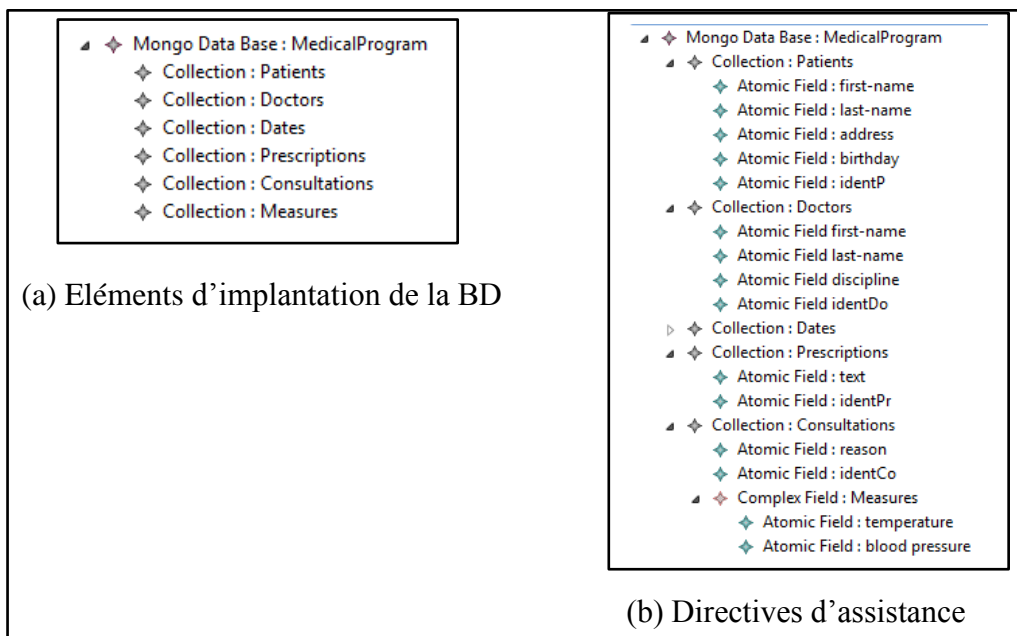 Mongo Data Base : MedicalProgram
Collection : Patients
Collection : Doctors
Collection : Dates
Collection : Prescriptions
Collection : Consultations
Collection : Measures
(a) Eléments d’implantation de la BD
Mongo Data Base : MedicalProgram
Collection : Patients
Atomic Field : first-name
Atomic Field : last-name
Atomic Field : address
Atomic Field : birthday
Atomic Field : identP
Collection : Doctors
Atomic Field first-name
Atomic Field last-name
Atomic Field discipline
Atomic Field identDo
Collection : Dates
Collection : Prescriptions
Atomic Field : text
Atomic Field : identPr
Collection : Consultations
Atomic Field : reason
Atomic Field : identCo
Complex Field : Measures
Atomic Field : temperature
Atomic Field : blood pressure
(b) Directives d’assistance